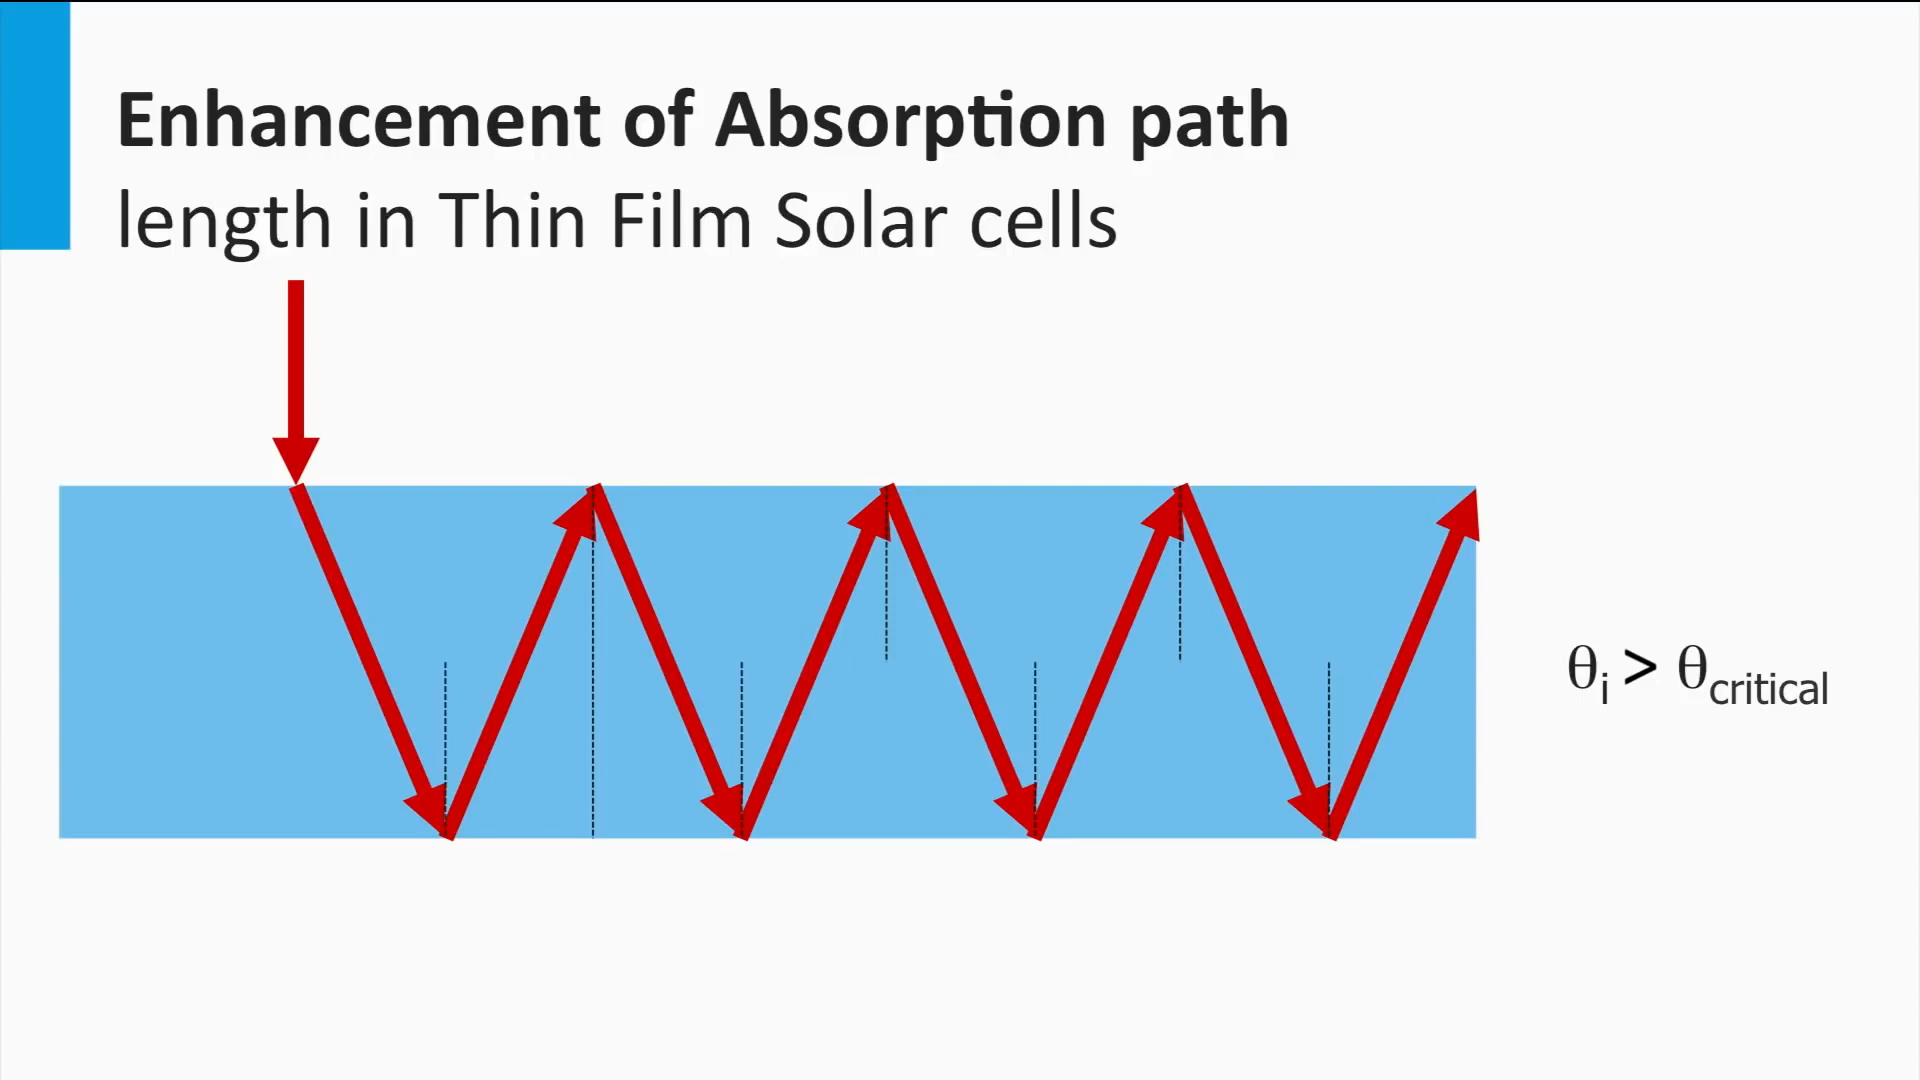 Enhancement of Absorption path
length in Thin Film Solar cells
θi > θcritical